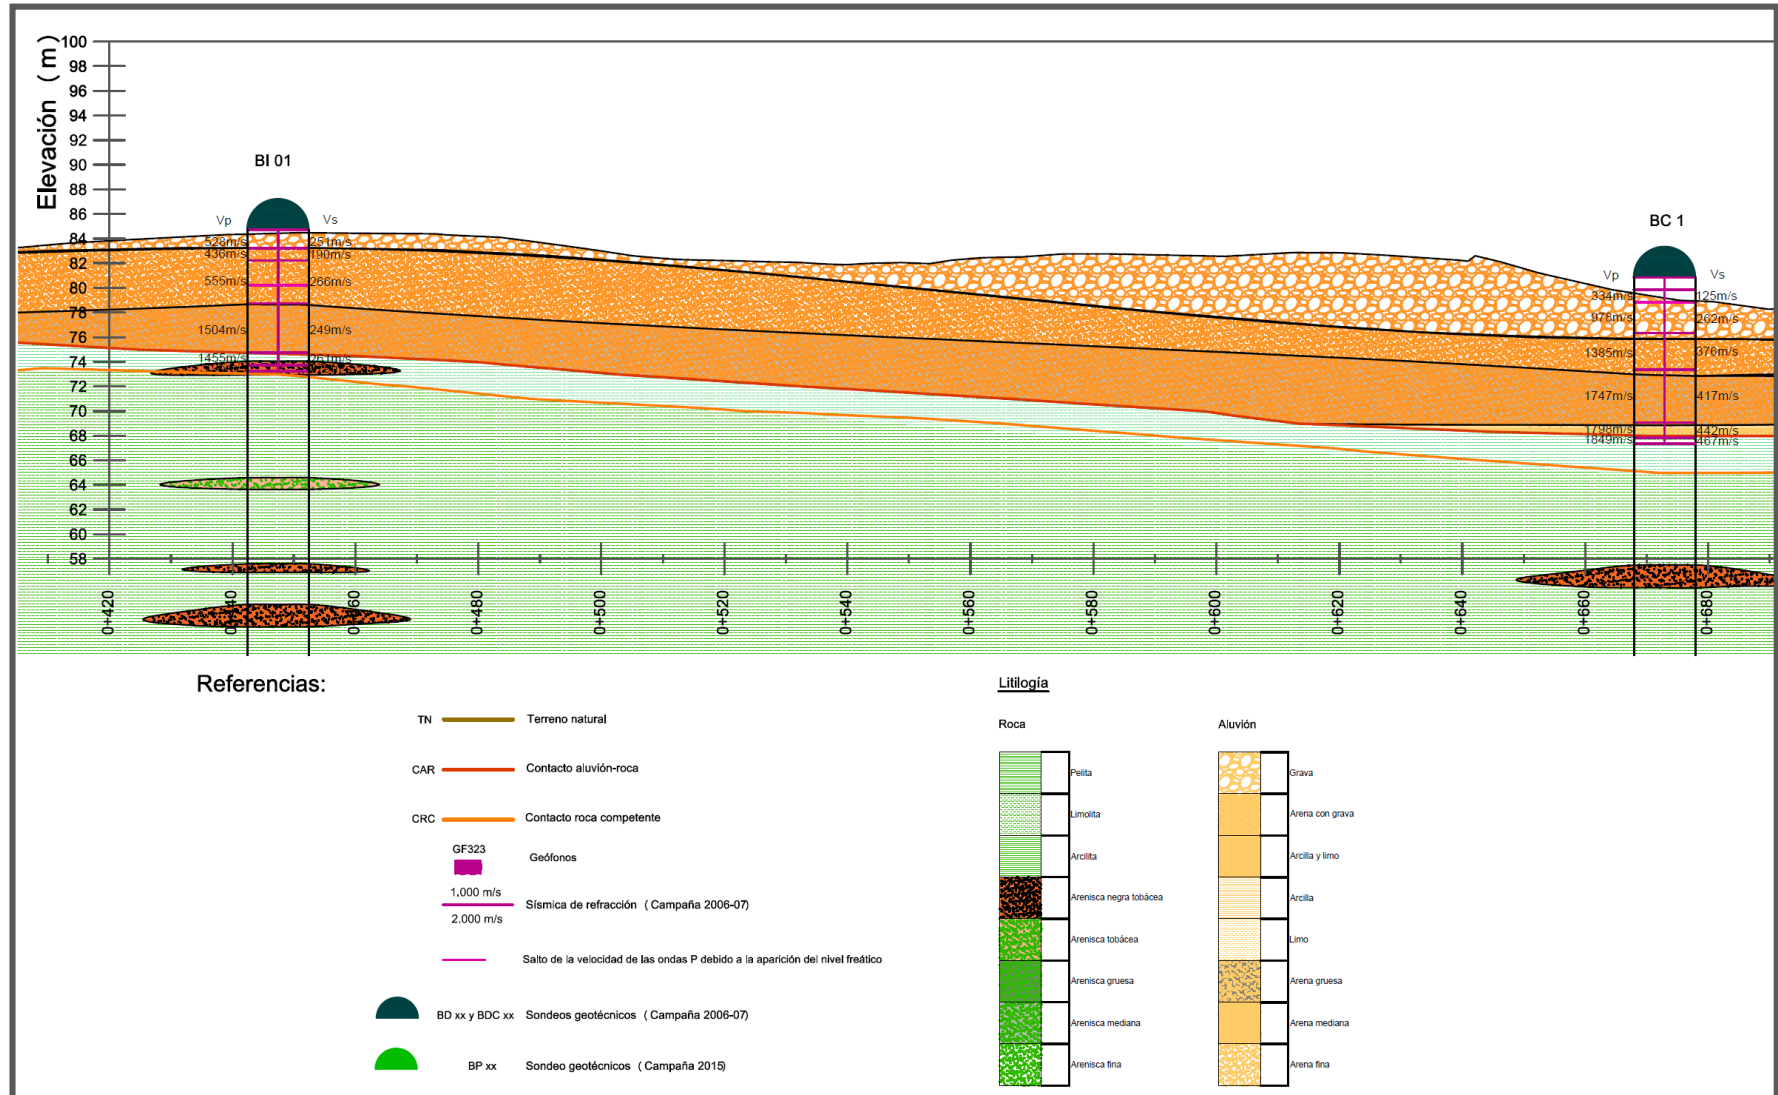 Elevación ( m )
100
98
96
94
92
90
88
86
84
82
80
78
76
74
72
70
68
66
64
62
60
58
BI 01
Vp
Vs
528m/s
251m/s
436m/s
190m/s
555m/s
266m/s
1504m/s
249m/s
1455m/s
261m/s
BC 1
Vp
Vs
334m/s
125m/s
978m/s
262m/s
1385m/s
376m/s
1747m/s
417m/s
1798m/s
442m/s
1849m/s
467m/s
0+420
0+480
0+500
0+520
0+540
0+560
0+580
0+600
0+620
0+640
0+660
0+680
Referencias:
TN Terreno natural
CAR Contacto aluvión-roca
CRC Contacto roca competente
GF323
Geófonos
1.000 m/s
Sísmica de refracción ( Campaña 2006-07)
2.000 m/s
Salto de la velocidad de las ondas P debido a la aparición del nivel freático
BD xx y BDC xx Sondeos geotécnicos ( Campaña 2006-07)
BP xx Sondeo geotécnicos ( Campaña 2015)
Litilogía
Roca
Pelita
Limolita
Arcilita
Arenisca negra tobácea
Arenisca tobácea
Arenisca gruesa
Arenisca mediana
Arenisca fina
Aluvión
Grava
Arena con grava
Arcilla y limo
Arcilla
Limo
Arena gruesa
Arena mediana
Arena fina